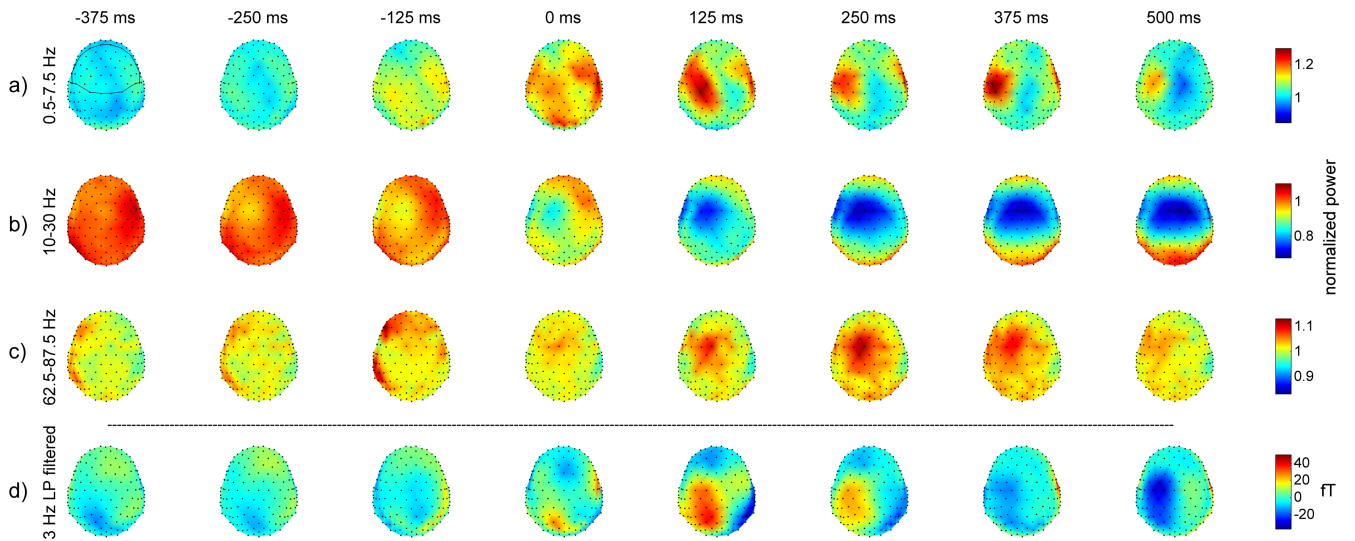 -375 ms -250 ms -125 ms 0 ms 125 ms 250 ms 375 ms 500 ms
a) 0.5-7.5 Hz
1.2
1
b) 10-30 Hz
1
0.8
normalized power
c) 62.5-87.5 Hz
1.1
1
0.9
d) 3 Hz LP filtered
40
20
0
-20
fT